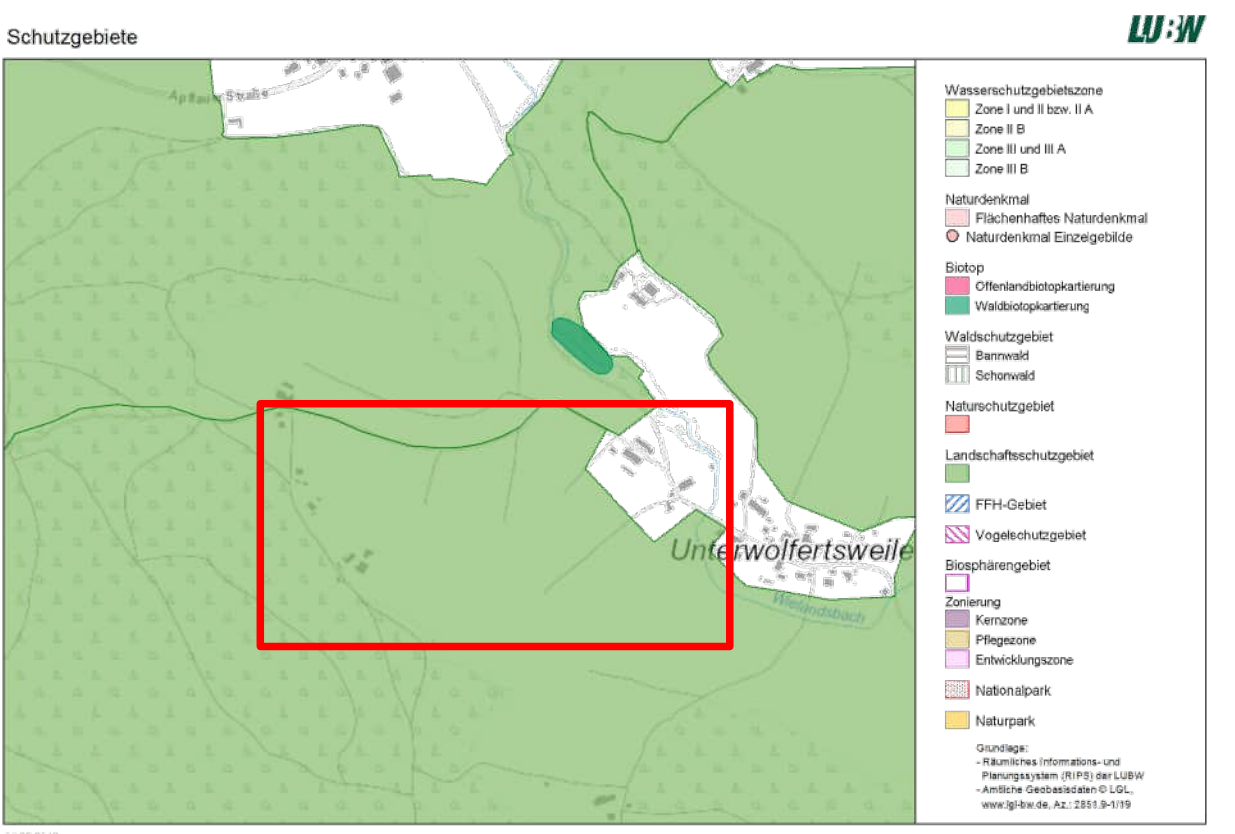 Schutzgebiete
LUBW
Apflauer Straße
Unterwolfertsweile
Wielandsbach
Wasserschutzgebietszone
Zone I und II bzw. II A
Zone II B
Zone III und III A
Zone III B
Naturdenkmal
Flächenhaftes Naturdenkmal
Naturdenkmal Einzelgebilde
Biotop
Offenlandbiotopkartierung
Waldbiotopkartierung
Waldschutzgebiet
Bannwald
Schonwald
Naturschutzgebiet
Landschaftsschutzgebiet
FFH-Gebiet
Vogelschutzgebiet
Biosphärengebiet
Zonierung
Kernzone
Pflegezone
Entwicklungszone
Nationalpark
Naturpark
Grundlage:
- Räumliches Informations- und
Planungssystem (RIPS) der LUBW
- Amtliche Geobasisdaten © LGL,
www.lgl-bw.de, Az.: 2851.9-1/19